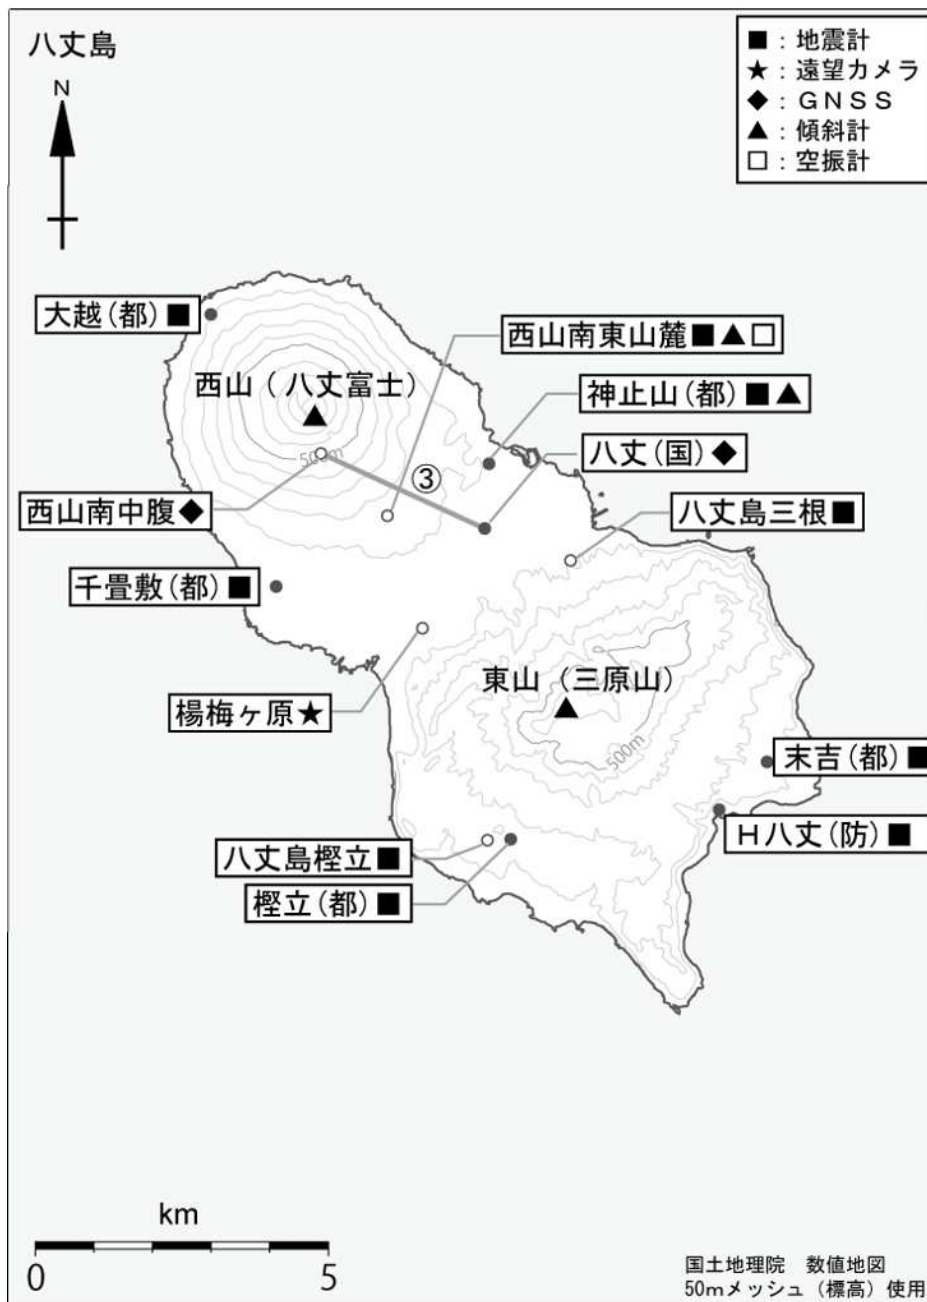 八丈島
N
■：地震計
★：遠望カメラ
◆：ＧＮＳＳ
▲：傾斜計
□：空振計
大越(都)■
西山南東山麓■▲□
西山（八丈富士）
神止山(都)■▲
八丈(国)◆
500m
③
西山南中腹◆
八丈島三根■
千畳敷(都)■
東山（三原山）
楊梅ヶ原★
500m
末吉(都)■
Ｈ八丈(防)■
八丈島樫立■
樫立(都)■
km
0 5
国土地理院　数値地図
50mメッシュ（標高）使用